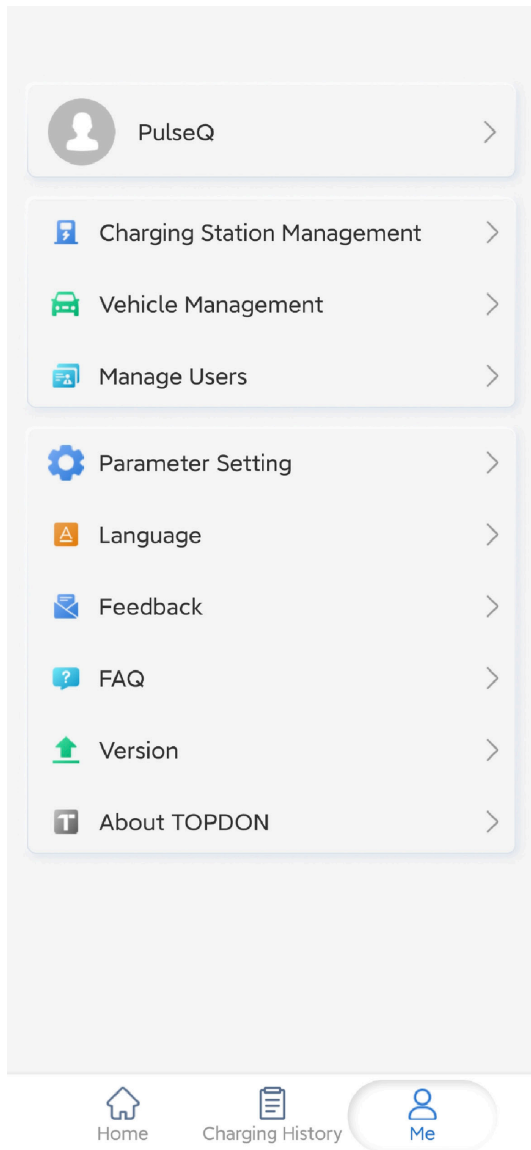 PulseQ
Charging Station Management
Vehicle Management
Manage Users
Parameter Setting
Language
Feedback
FAQ
Version
About TOPDON
Home
Charging History
Me